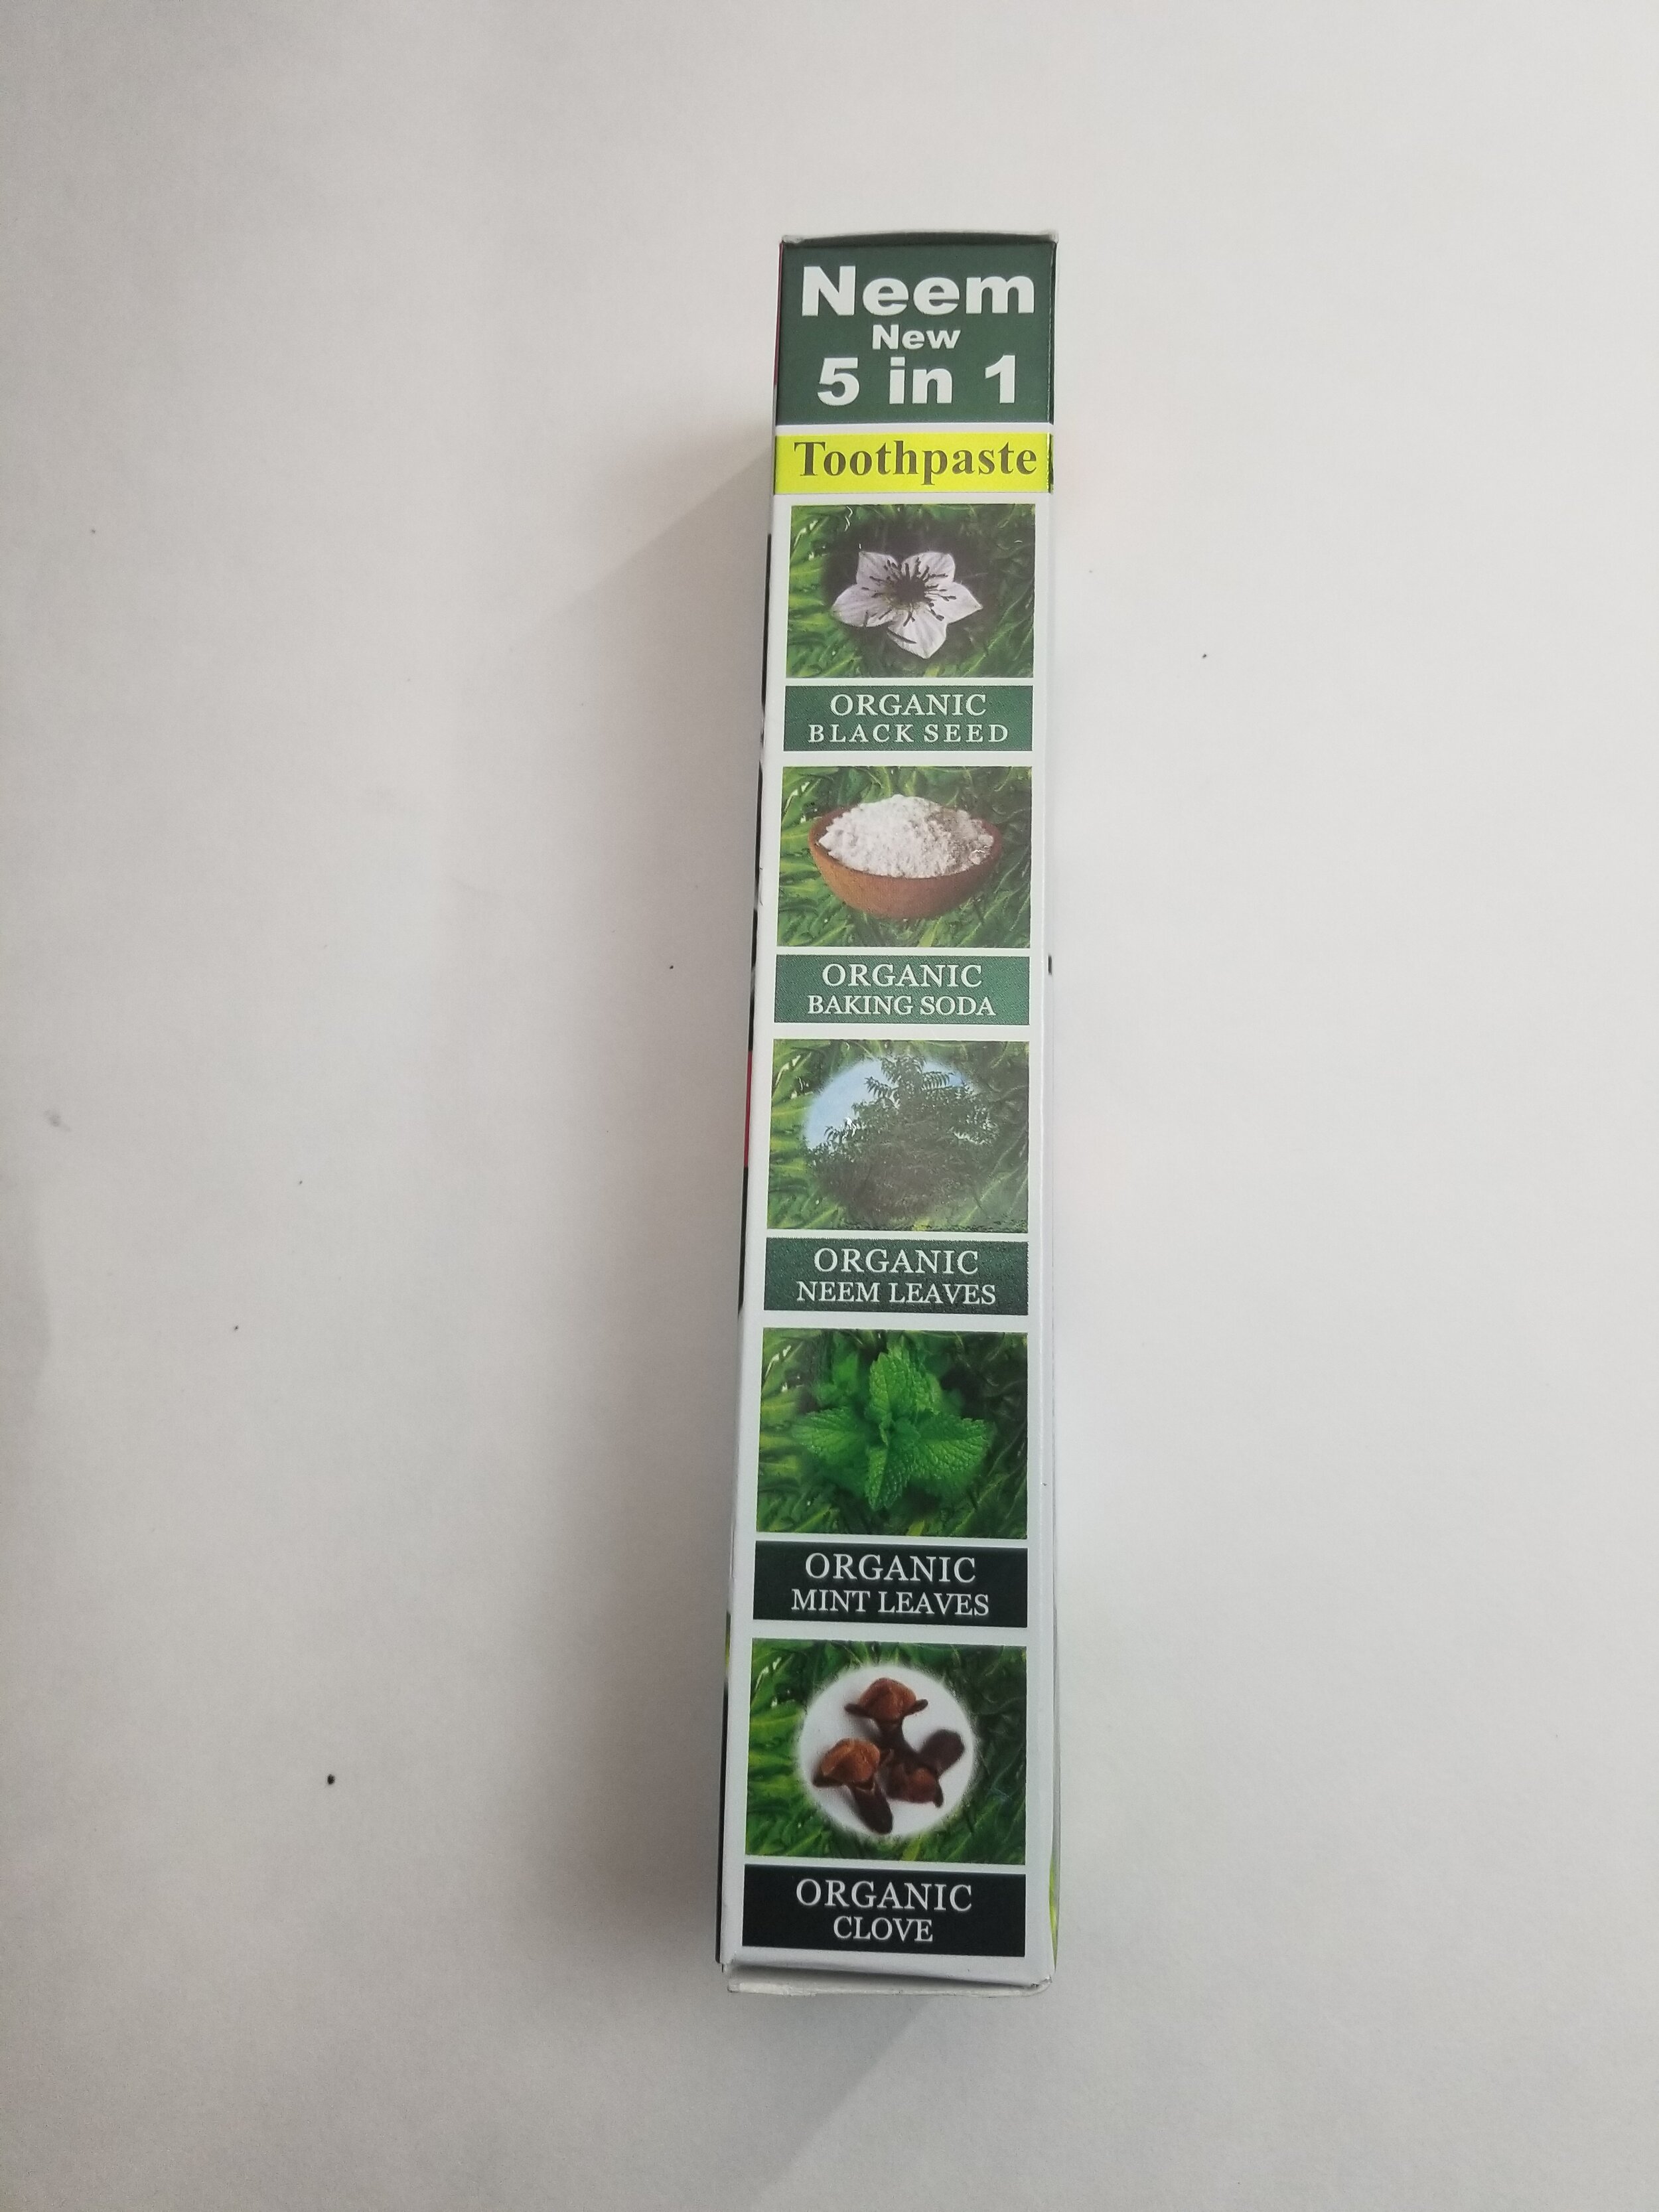 Neem
New
5 in 1
Toothpaste
ORGANIC
BLACK SEED
ORGANIC
BAKING SODA
ORGANIC
NEEM LEAVES
ORGANIC
MINT LEAVES
ORGANIC
CLOVE